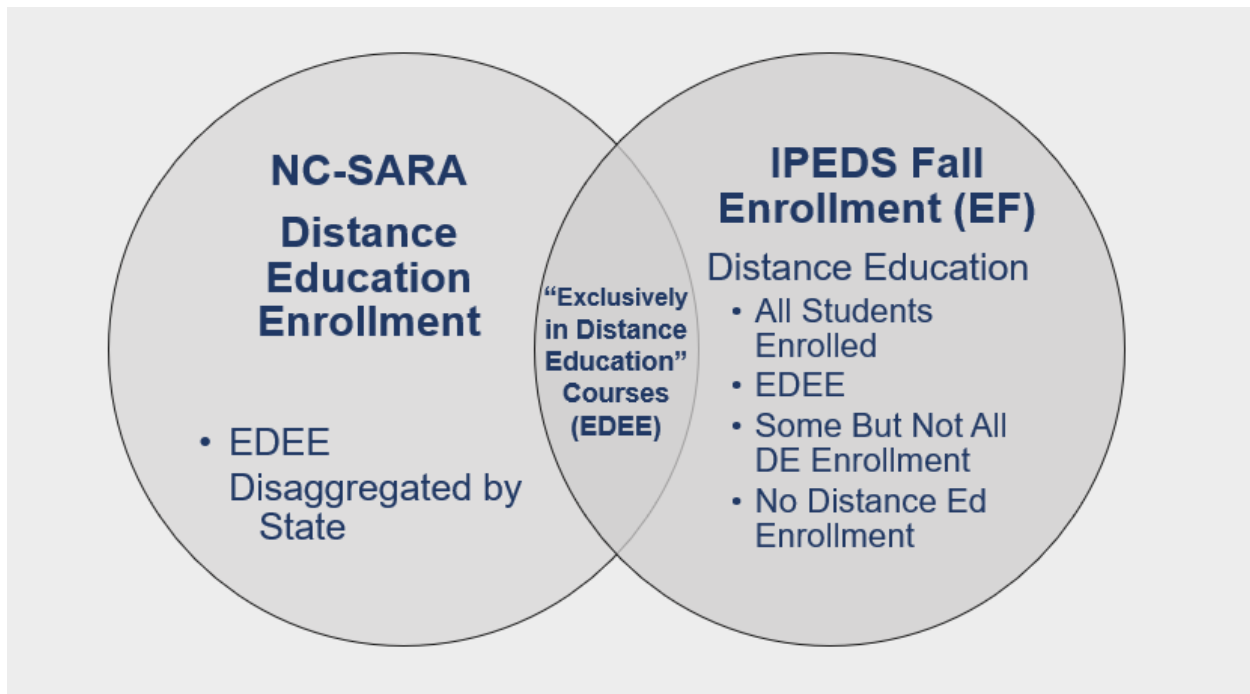 NC-SARA
Distance
Education
Enrollment
• EDEE
Disaggregated by
State
“Exclusively
in Distance
Education”
Courses
(EDEE)
IPEDS Fall
Enrollment (EF)
Distance Education
• All Students
Enrolled
• EDEE
• Some But Not All
DE Enrollment
• No Distance Ed
Enrollment